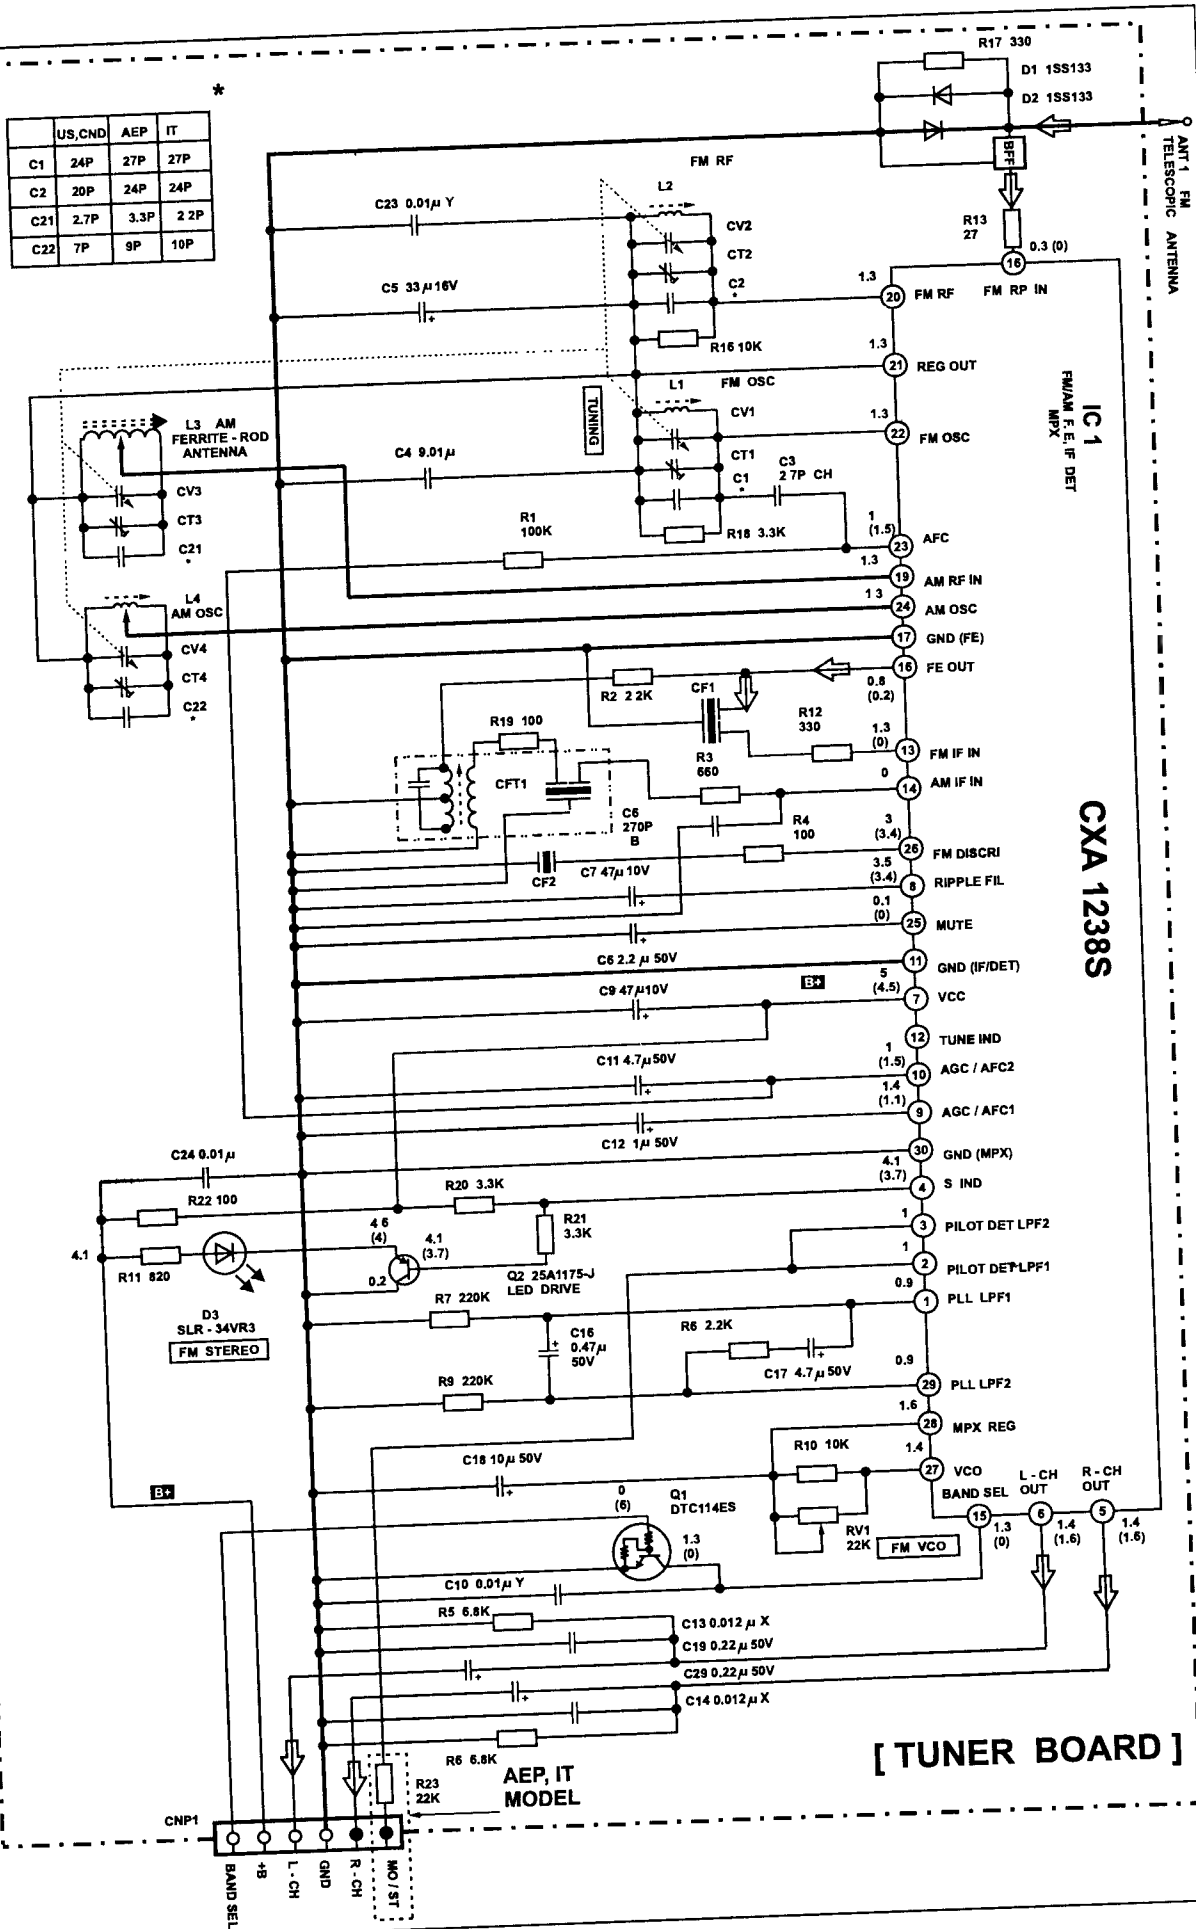 *
US,CND AEP IT
C1 24P 27P 27P
C2 20P 24P 24P
C21 2.7P 3.3P 2 2P
C22 7P 9P 10P
R17 330
D1 1SS133
D2 1SS133
BFF
ANT 1 FM
TELESCOPIC ANTENNA
R13
27
0.3 (0)
16
FM RP IN
FM RF
L2
CV2
CT2
C2
*
R16 10K
C23 0.01μ Y
C5 33 μ 16V
+
1.3
20
FM RF
1.3
21
REG OUT
IC 1
FM/AM F.E, IF DET
MPX
TUNING
L1
FM OSC
CV1
CT1
C1
*
C3
2 7P CH
R18 3.3K
1.3
22
FM OSC
L3 AM
FERRITE - ROD
ANTENNA
CV3
CT3
C21
*
C4 9.01μ
R1
100K
1
(1.5)
23
AFC
1.3
19
AM RF IN
1 3
24
AM OSC
L4
AM OSC
CV4
CT4
C22
*
17
GND (FE)
16
FE OUT
0.8
(0.2)
R2 2 2K
CF1
R12
330
1.3
(0)
13
FM IF IN
R19 100
CFT1
R3
660
0
14
AM IF IN
C6
270P
B
R4
100
3
(3.4)
26
FM DISCRI
CF2
C7 47μ 10V
+
3.5
(3.4)
8
RIPPLE FIL
0.1
(0)
25
MUTE
+
C6 2.2 μ 50V
11
GND (IF/DET)
CXA 1238S
B+
5
(4.5)
7
VCC
C9 47μ10V
+
12
TUNE IND
C11 4.7μ 50V
+
1
(1.5)
10
AGC / AFC2
1.4
(1.1)
9
AGC / AFC1
+
C12 1μ 50V
C24 0.01μ
30
GND (MPX)
4.1
(3.7)
4
S IND
R22 100
R20 3.3K
R21
3.3K
1
3
PILOT DET LPF2
4.1
R11 820
4 6
(4)
4.1
(3.7)
0.2
Q2 25A1175-J
LED DRIVE
1
2
PILOT DET LPF1
D3
SLR - 34VR3
FM STEREO
R7 220K
0.9
1
PLL LPF1
C16
0.47μ
50V
+
R6 2.2K
+
C17 4.7μ 50V
R9 220K
0.9
29
PLL LPF2
1.6
28
MPX REG
C18 10μ 50V
+
R10 10K
1.4
27
VCO
RV1
22K
FM VCO
BAND SEL
L - CH
OUT
R - CH
OUT
15
6
5
1.3
(0)
1.4
(1.6)
1.4
(1.6)
B+
0
(6)
Q1
DTC114ES
1.3
(0)
C10 0.01μ Y
R5 6.8K
C13 0.012 μ X
C19 0.22μ 50V
+
C29 0.22μ 50V
+
C14 0.012μ X
R6 6.8K
[ TUNER BOARD ]
R23
22K
AEP, IT
MODEL
CNP1
BAND SEL
+B
L - CH
GND
R - CH
MO / ST